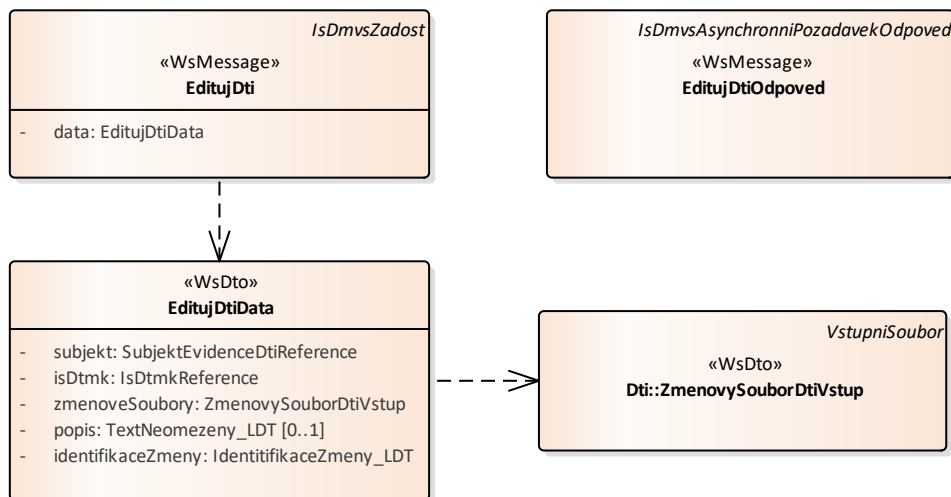 IsDmvsZadost
«WsMessage»
EditujDti
- data: EditujDtiData
IsDmvsAsynchronniPozadavekOdpoved
«WsMessage»
EditujDtiOdpoved
«WsDto»
EditujDtiData
- subjekt: SubjektEvidenceDtiReference
- isDtmk: IsDtmkReference
- zmenoveSoubory: ZmenovySouborDtiVstup
- popis: TextNeomezeny_LDT [0..1]
- identifikaceZmeny: IdentitifikaceZmeny_LDT
VstupniSoubor
«WsDto»
Dti::ZmenovySouborDtiVstup